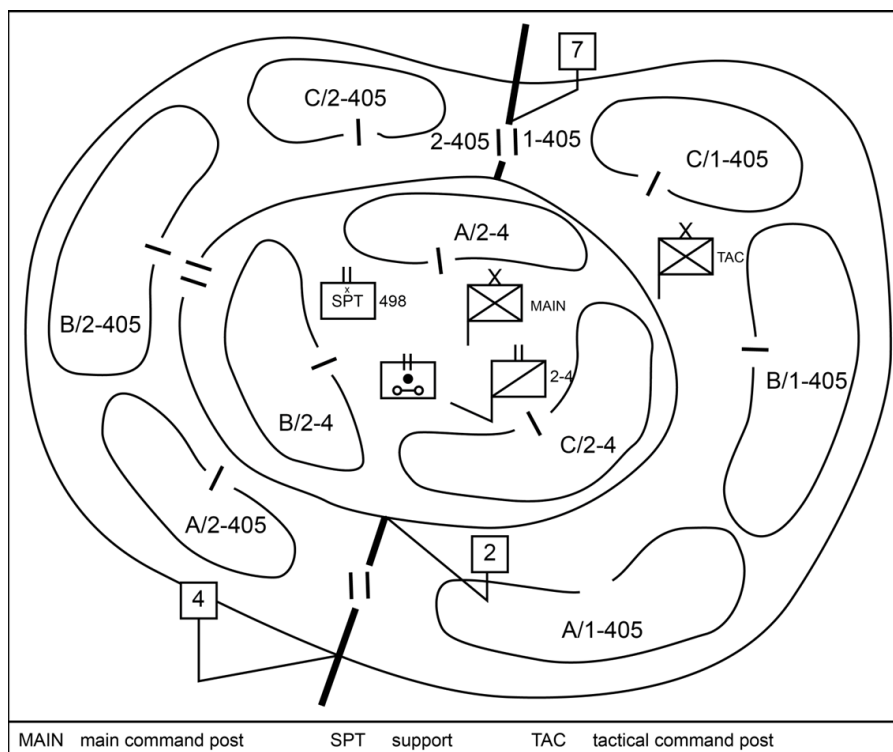 7
C/2-405
2-405 1-405
C/1-405
A/2-4
X
TAC
X
SPT 498
MAIN
B/2-405
2-4
B/1-405
B/2-4
C/2-4
A/2-405
2
4
A/1-405
MAIN main command post SPT support TAC tactical command post